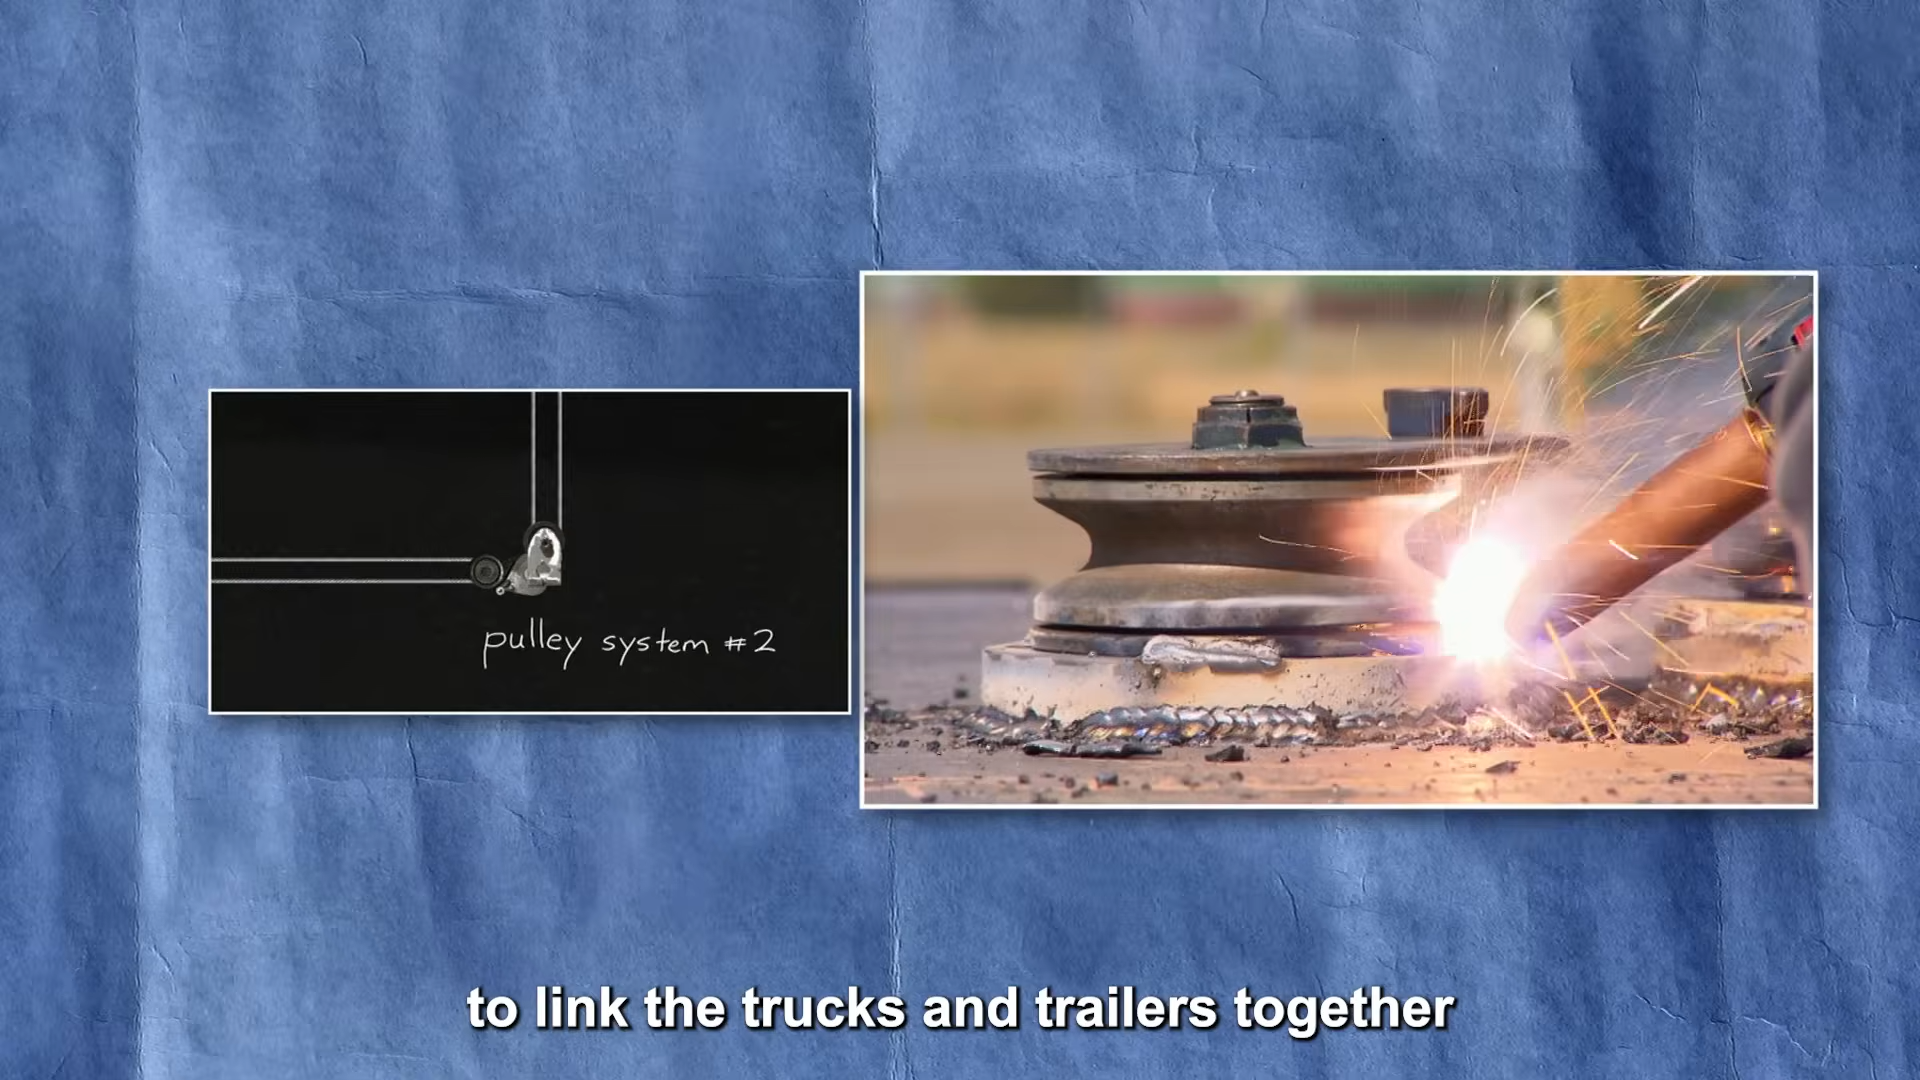 pulley system #2
to link the trucks and trailers together